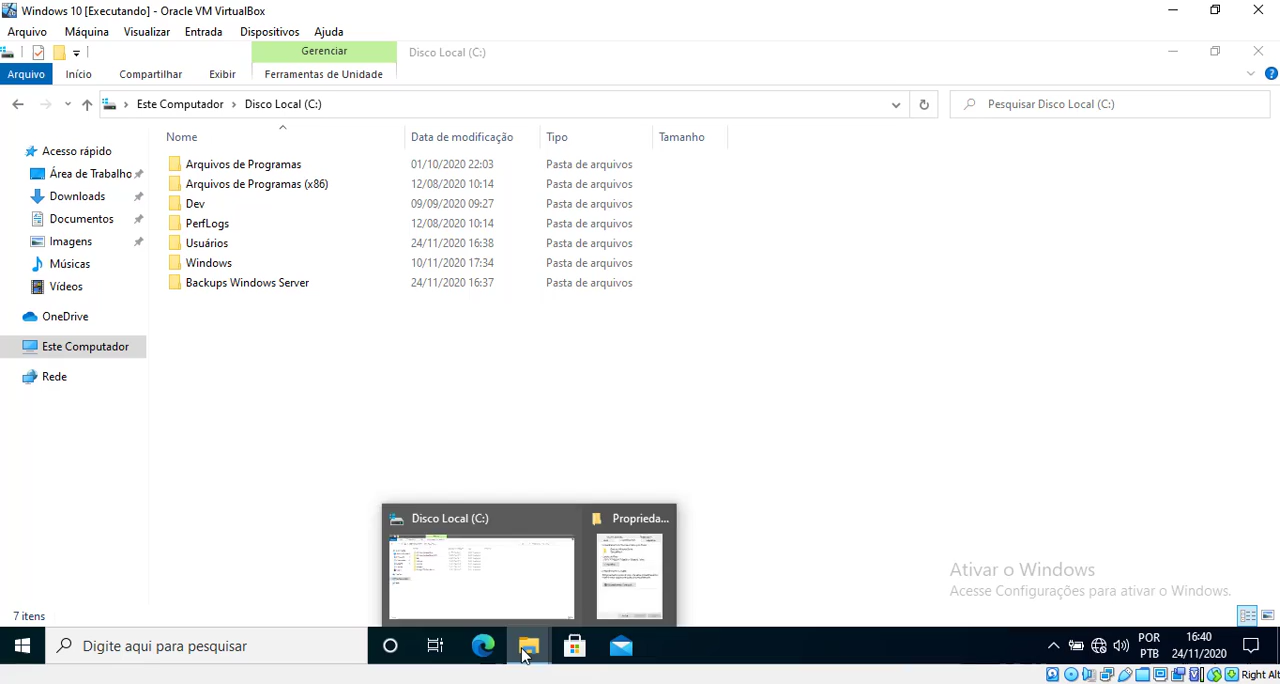 Windows 10 [Executando] - Oracle VM VirtualBox
Arquivo Máquina Visualizar Entrada Dispositivos Ajuda
Gerenciar Disco Local (C:)
Arquivo Início Compartilhar Exibir Ferramentas de Unidade
Este Computador Disco Local (C:) Pesquisar Disco Local (C:)
Nome Data de modificação Tipo Tamanho
Acesso rápido
Área de Trabalho
Downloads
Documentos
Imagens
Músicas
Vídeos
OneDrive
Este Computador
Rede
Arquivos de Programas 01/10/2020 22:03 Pasta de arquivos
Arquivos de Programas (x86) 12/08/2020 10:14 Pasta de arquivos
Dev 09/09/2020 09:27 Pasta de arquivos
PerfLogs 12/08/2020 10:14 Pasta de arquivos
Usuários 24/11/2020 16:38 Pasta de arquivos
Windows 10/11/2020 17:34 Pasta de arquivos
Backups Windows Server 24/11/2020 16:37 Pasta de arquivos
Disco Local (C:) Proprieda...
Ativar o Windows
Acesse Configurações para ativar o Windows.
7 itens
Digite aqui para pesquisar
POR
PTB
16:40
24/11/2020
Right Alt